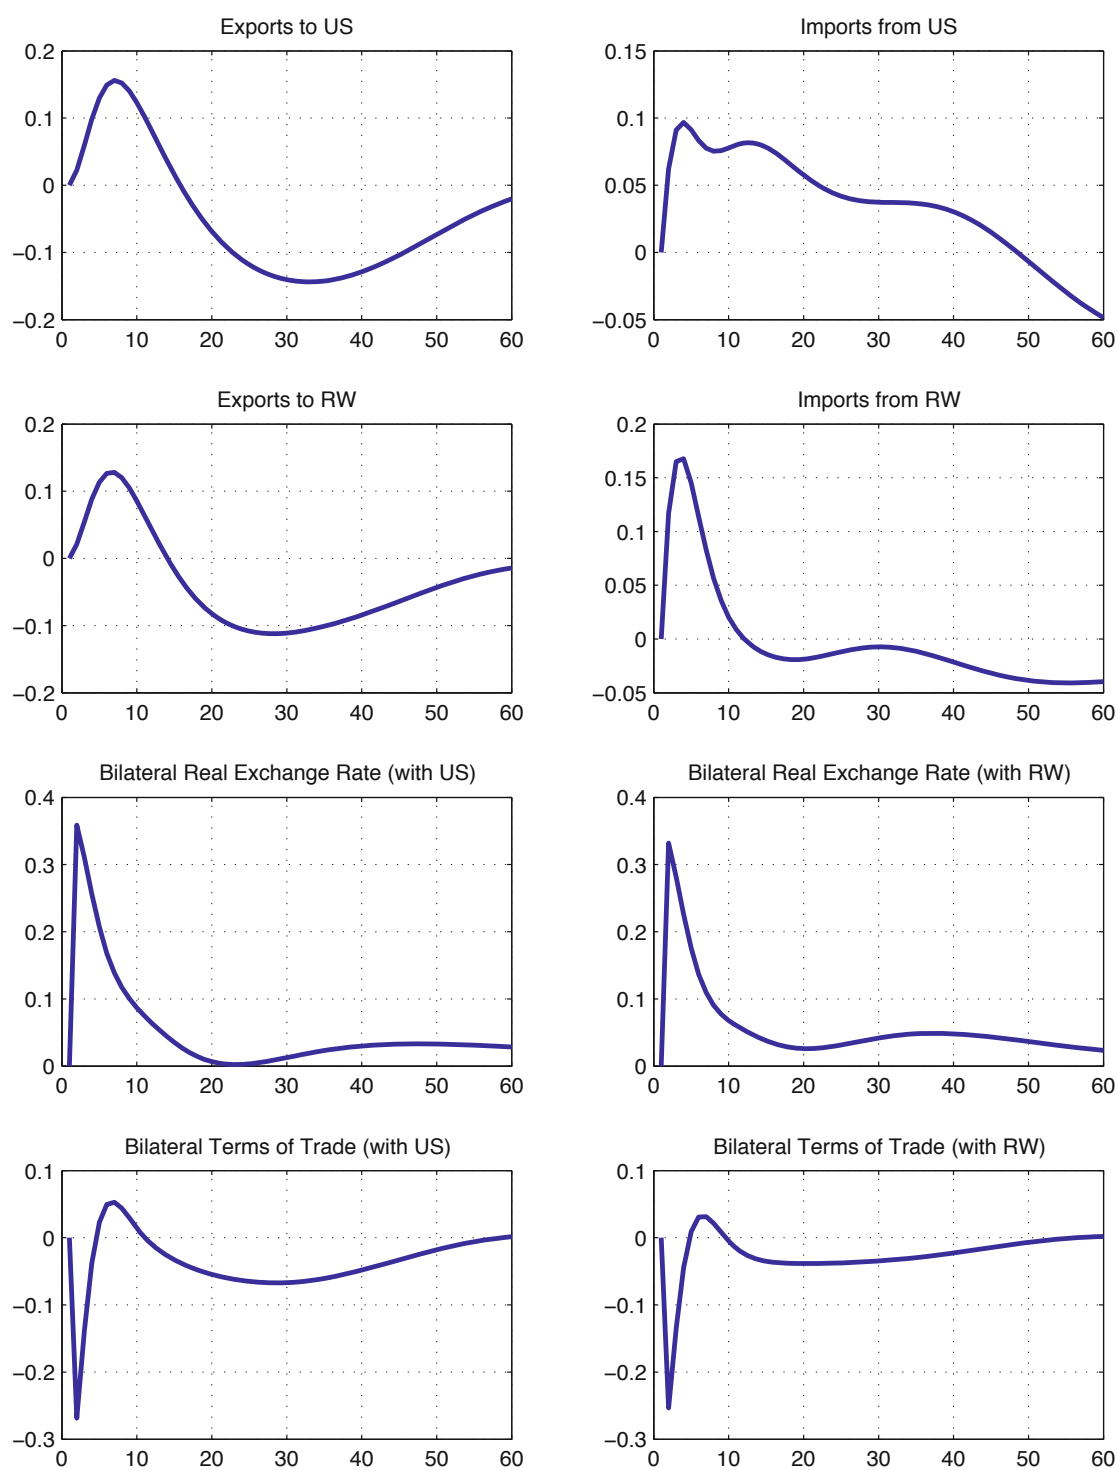 Exports to US
0.2
0.1
0
−0.1
−0.2
0 10 20 30 40 50 60
Imports from US
0.15
0.1
0.05
0
−0.05
0 10 20 30 40 50 60
Exports to RW
0.2
0.1
0
−0.1
−0.2
0 10 20 30 40 50 60
Imports from RW
0.2
0.15
0.1
0.05
0
−0.05
0 10 20 30 40 50 60
Bilateral Real Exchange Rate (with US)
0.4
0.3
0.2
0.1
0
0 10 20 30 40 50 60
Bilateral Real Exchange Rate (with RW)
0.4
0.3
0.2
0.1
0
0 10 20 30 40 50 60
Bilateral Terms of Trade (with US)
0.1
0
−0.1
−0.2
−0.3
0 10 20 30 40 50 60
Bilateral Terms of Trade (with RW)
0.1
0
−0.1
−0.2
−0.3
0 10 20 30 40 50 60